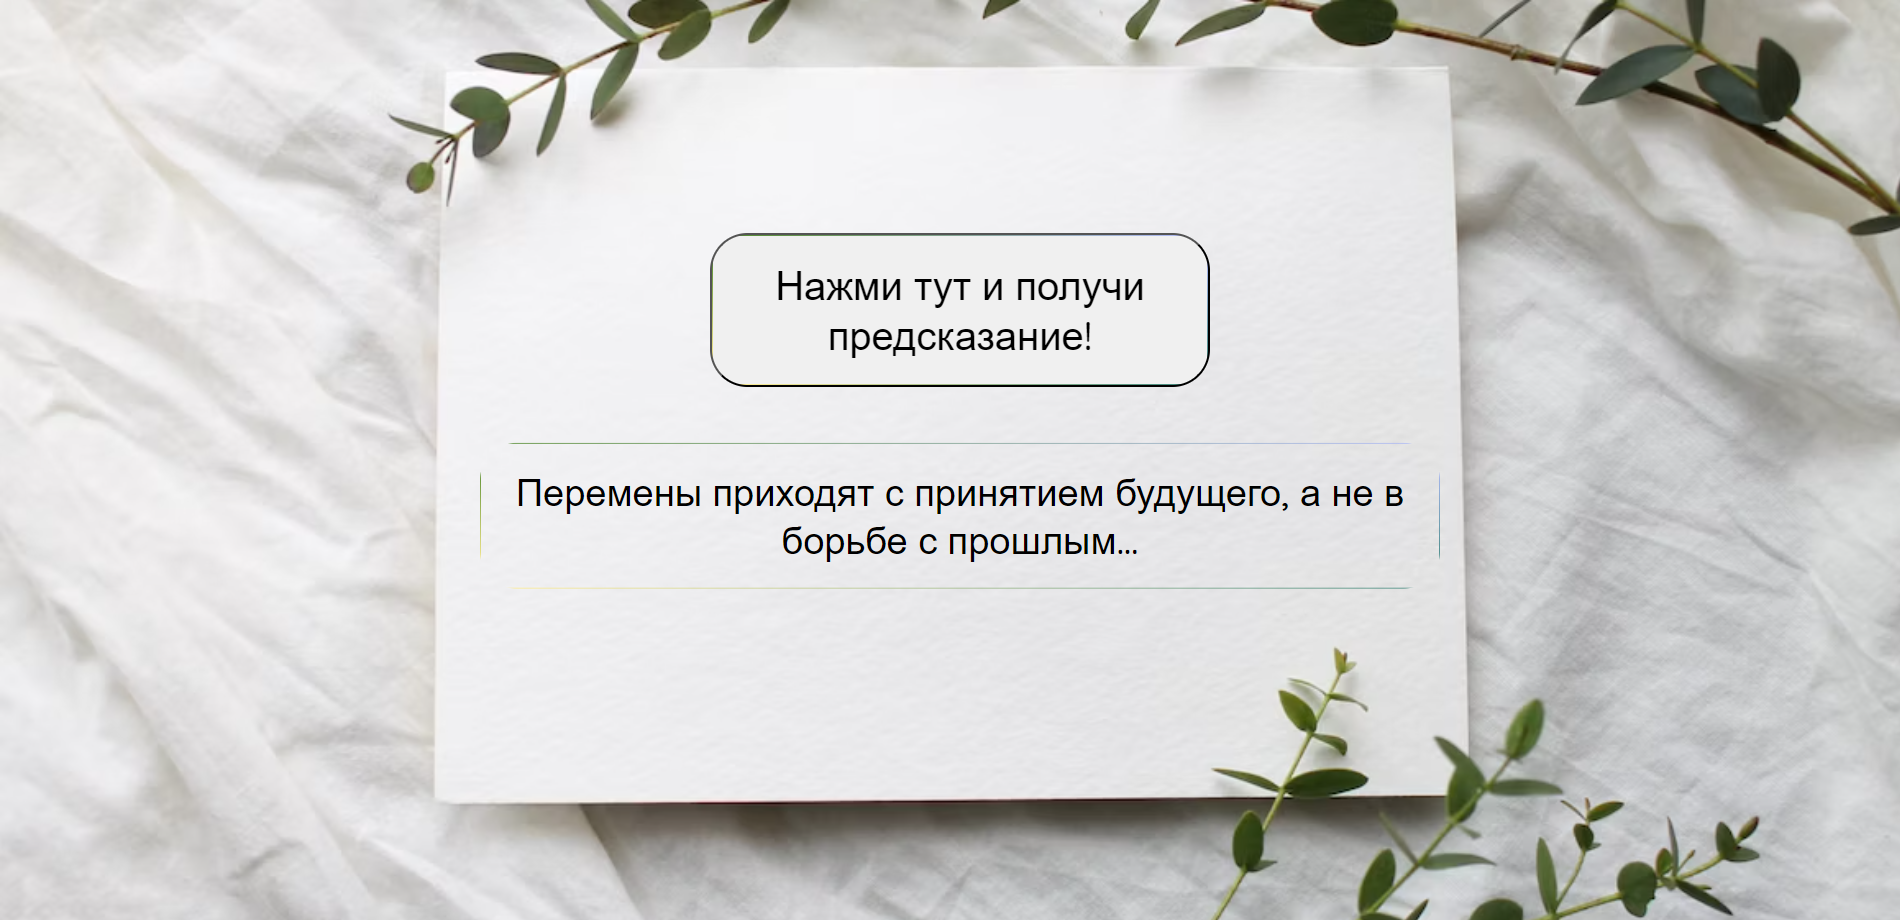 Нажми тут и получи
предсказание!
Перемены приходят с принятием будущего, а не в
борьбе с прошлым...